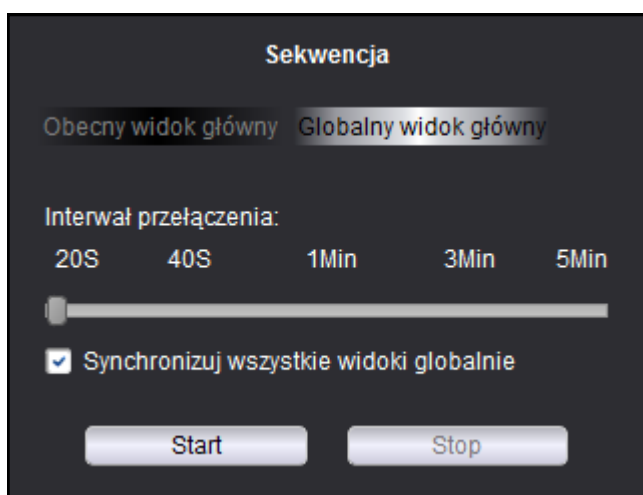 Sekwencja
Obecny widok główny Globalny widok główny
Interwał przełączenia:
20S 40S 1Min 3Min 5Min
Synchronizuj wszystkie widoki globalnie
Start Stop